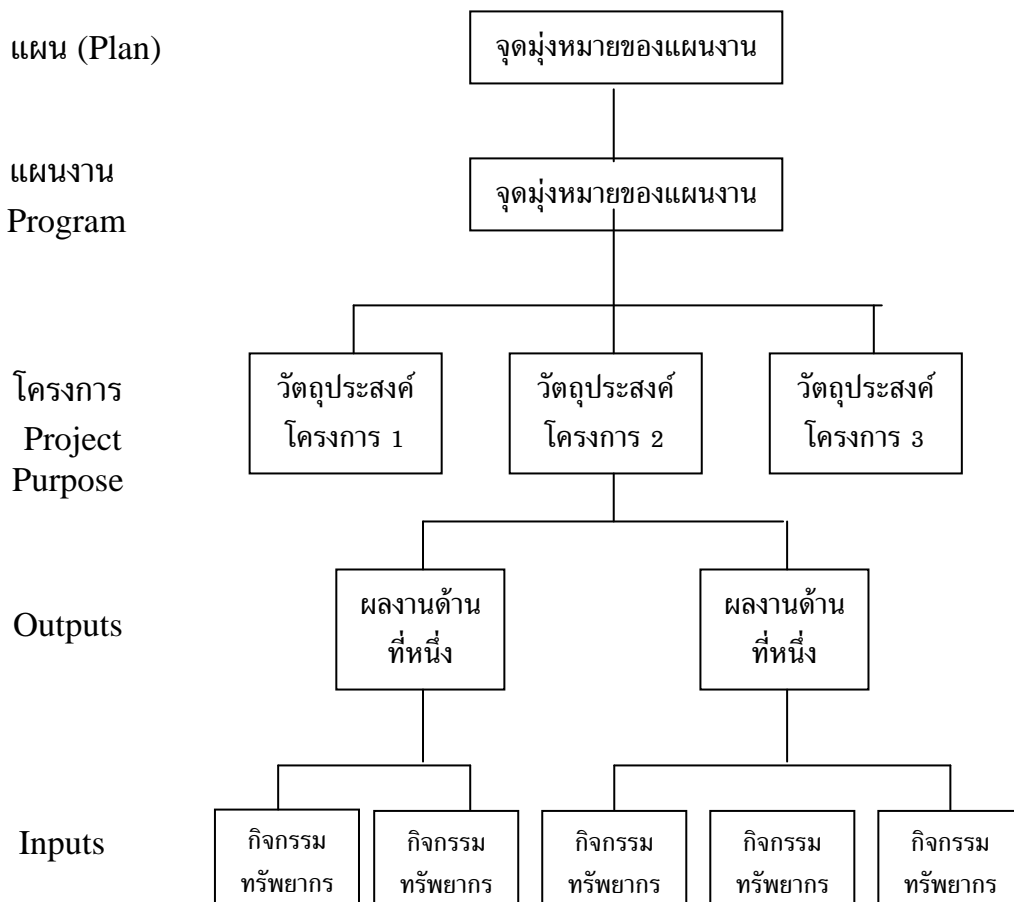 แผน (Plan)
จุดมุ่งหมายของแผนงาน
แผนงาน
Program
จุดมุ่งหมายของแผนงาน
โครงการ
Project
Purpose
วัตถุประสงค์
โครงการ 1
วัตถุประสงค์
โครงการ 2
วัตถุประสงค์
โครงการ 3
Outputs
ผลงานด้าน
ที่หนึ่ง
ผลงานด้าน
ที่หนึ่ง
Inputs
กิจกรรม
ทรัพยากร
กิจกรรม
ทรัพยากร
กิจกรรม
ทรัพยากร
กิจกรรม
ทรัพยากร
กิจกรรม
ทรัพยากร